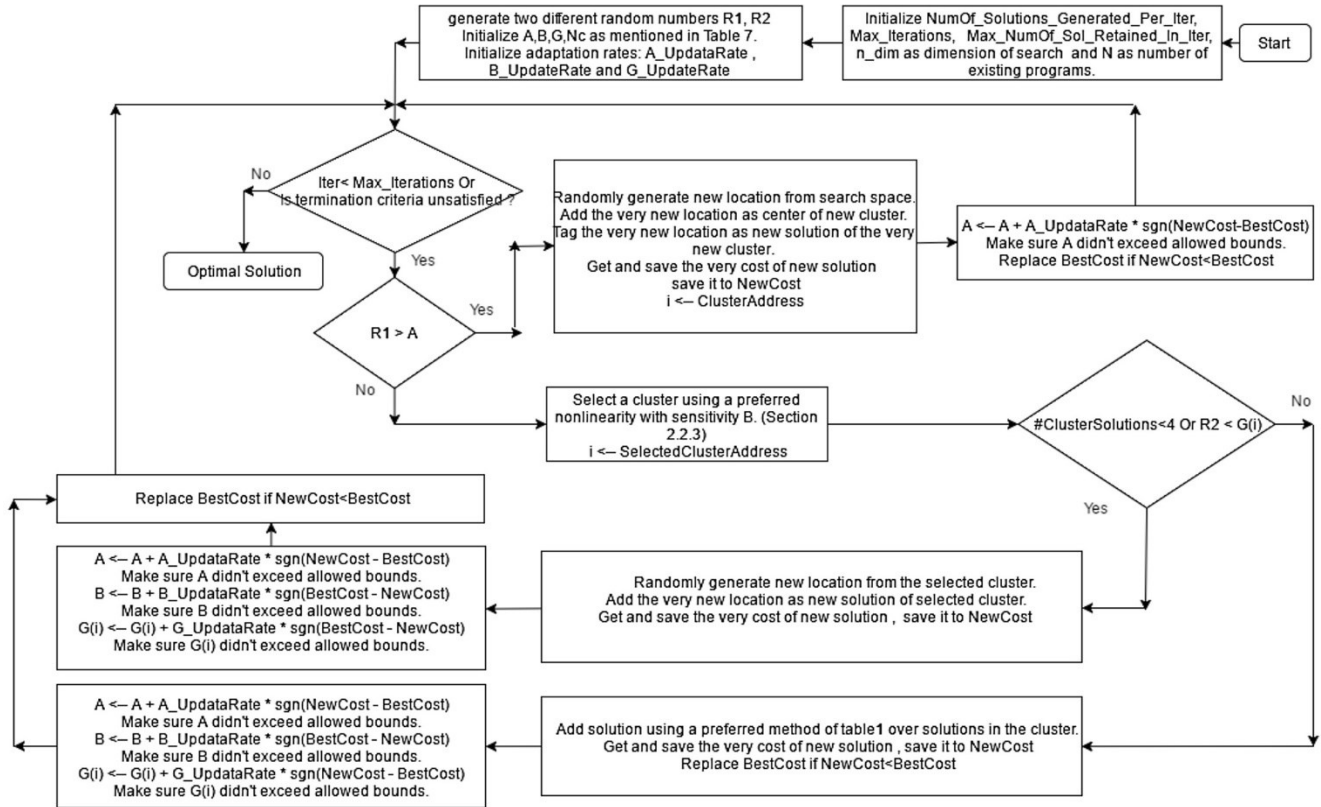 Start
Initialize NumOf_Solutions_Generated_Per_Iter,
Max_Iterations, Max_NumOf_Sol_Retained_In_Iter,
n_dim as dimension of search and N as number of
existing programs.
generate two different random numbers R1, R2
Initialize A,B,G,Nc as mentioned in Table 7.
Initialize adaptation rates: A_UpdataRate ,
B_UpdateRate and G_UpdateRate
Iter< Max_Iterations Or
Is termination criteria unsatisfied ?
No
Optimal Solution
Yes
R1 > A
Yes
Randomly generate new location from search space.
Add the very new location as center of new cluster.
Tag the very new location as new solution of the very
new cluster.
Get and save the very cost of new solution
save it to NewCost
i <-- ClusterAddress
A <-- A + A_UpdataRate * sgn(NewCost-BestCost)
Make sure A didn't exceed allowed bounds.
Replace BestCost if NewCost<BestCost
No
Select a cluster using a preferred
nonlinearity with sensitivity B. (Section
2.2.3)
i <-- SelectedClusterAddress
#ClusterSolutions<4 Or R2 < G(i)
No
Yes
Randomly generate new location from the selected cluster.
Add the very new location as new solution of selected cluster.
Get and save the very cost of new solution , save it to NewCost
A <-- A + A_UpdataRate * sgn(NewCost - BestCost)
Make sure A didn't exceed allowed bounds.
B <-- B + B_UpdataRate * sgn(BestCost - NewCost)
Make sure B didn't exceed allowed bounds.
G(i) <-- G(i) + G_UpdataRate * sgn(BestCost - NewCost)
Make sure G(i) didn't exceed allowed bounds.
Replace BestCost if NewCost<BestCost
Add solution using a preferred method of table1 over solutions in the cluster.
Get and save the very cost of new solution , save it to NewCost
Replace BestCost if NewCost<BestCost
A <-- A + A_UpdataRate * sgn(NewCost - BestCost)
Make sure A didn't exceed allowed bounds.
B <-- B + B_UpdataRate * sgn(BestCost - NewCost)
Make sure B didn't exceed allowed bounds.
G(i) <-- G(i) + G_UpdataRate * sgn(NewCost - BestCost)
Make sure G(i) didn't exceed allowed bounds.